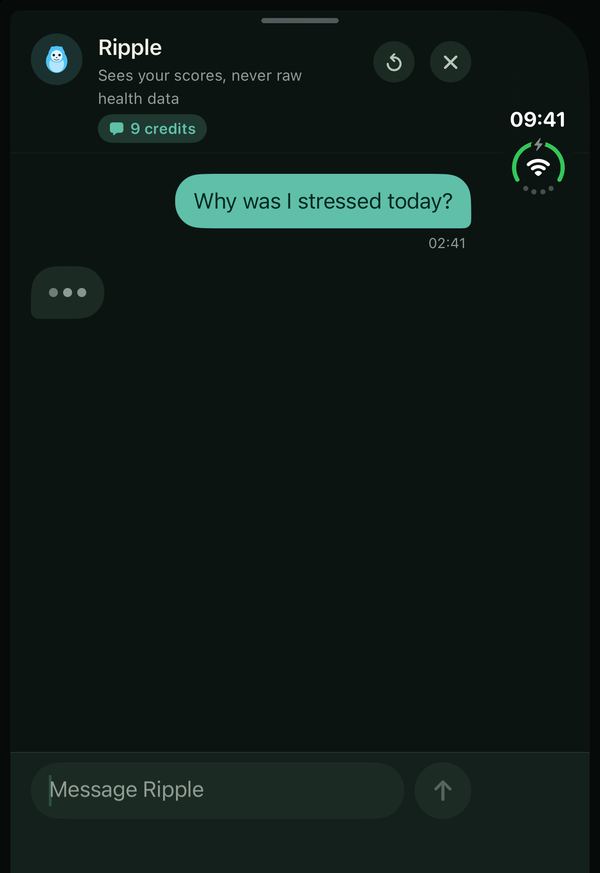 Ripple
Sees your scores, never raw
health data
9 credits
09:41
Why was I stressed today?
02:41
Message Ripple